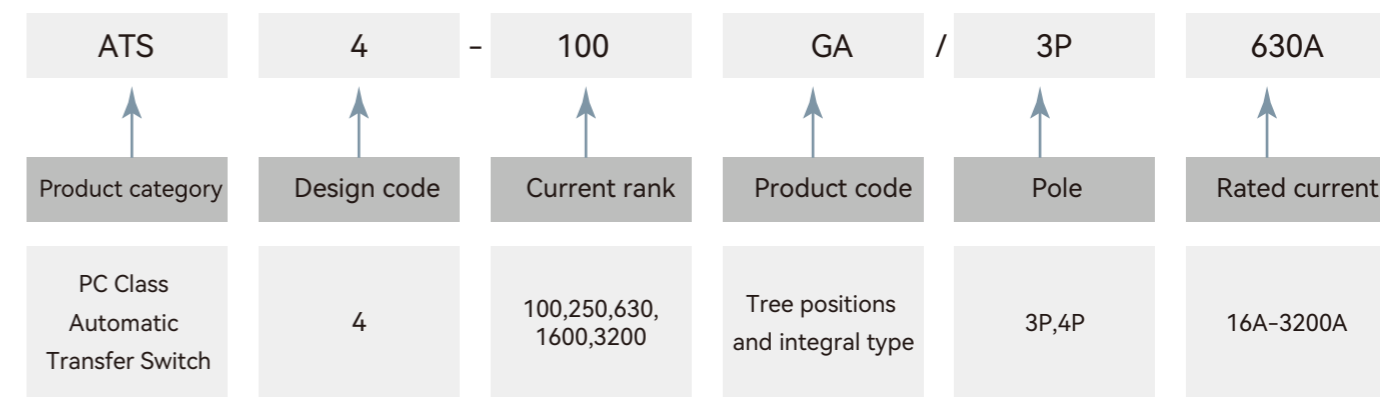 ATS 4 - 100 GA / 3P 630A
Product category Design code Current rank Product code Pole Rated current
PC Class
Automatic
Transfer Switch
4
100,250,630,
1600,3200
Tree positions
and integral type
3P,4P
16A-3200A